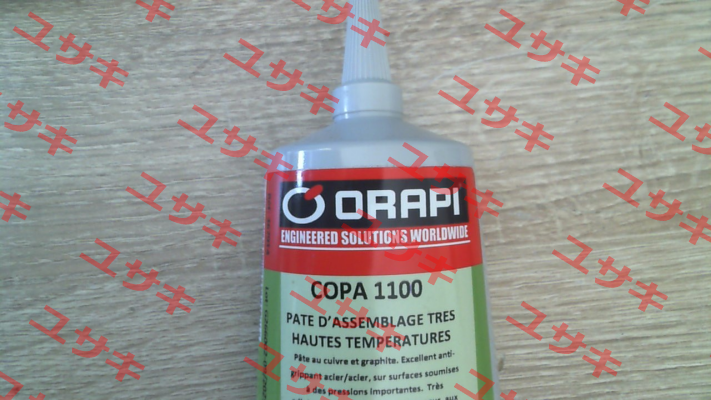 ORAPI
ENGINEERED SOLUTIONS WORLDWIDE
COPA 1100
PATE D'ASSEMBLAGE TRES
HAUTES TEMPERATURES
Pâte au cuivre et graphite. Excellent anti-
grippant acier/acier, sur surfaces soumises
à des pressions importantes. Très
ユサキ